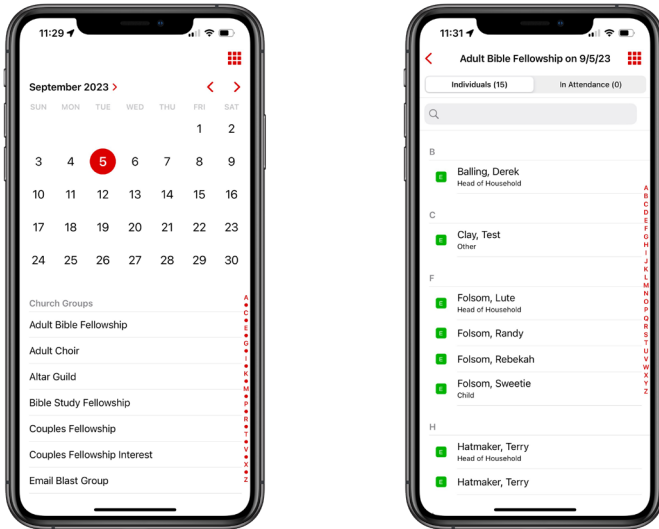 11:29
September 2023 >
SUN MON TUE WED THU FRI SAT
1 2
3 4 5 6 7 8 9
10 11 12 13 14 15 16
17 18 19 20 21 22 23
24 25 26 27 28 29 30
Church Groups
Adult Bible Fellowship
Adult Choir
Altar Guild
Bible Study Fellowship
Couples Fellowship
Couples Fellowship Interest
Email Blast Group
A
C
E
G
I
K
M
P
R
T
V
X
Z
11:31
Adult Bible Fellowship on 9/5/23
Individuals (15) In Attendance (0)
B
E Balling, Derek
Head of Household
C
E Clay, Test
Other
F
E Folsom, Lute
Head of Household
E Folsom, Randy
E Folsom, Rebekah
E Folsom, Sweetie
Child
H
E Hatmaker, Terry
Head of Household
E Hatmaker, Terry
A
B
C
D
E
F
G
H
I
J
K
L
M
N
O
P
Q
R
S
T
U
V
W
X
Y
Z